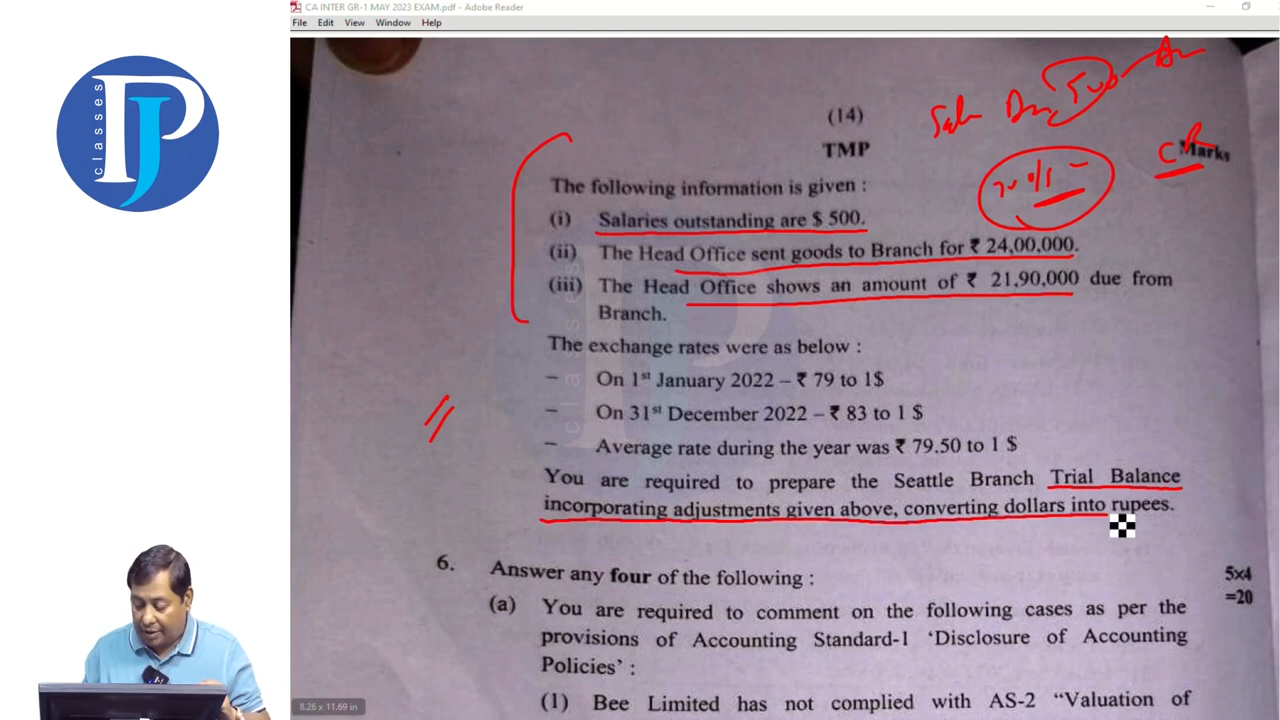 CA INTER GR-1 MAY 2023 EXAM.pdf - Adobe Reader
File Edit View Window Help
PJ
classes
(14)
TMP
Marks
The following information is given :
(i) Salaries outstanding are $ 500.
(ii) The Head Office sent goods to Branch for ₹ 24,00,000.
(iii) The Head Office shows an amount of ₹ 21,90,000 due from
Branch.
The exchange rates were as below :
– On 1st January 2022 – ₹ 79 to 1$
– On 31st December 2022 – ₹ 83 to 1 $
– Average rate during the year was ₹ 79.50 to 1 $
You are required to prepare the Seattle Branch Trial Balance
incorporating adjustments given above, converting dollars into rupees.
6. Answer any four of the following :
5×4
=20
(a) You are required to comment on the following cases as per the
provisions of Accounting Standard-1 ‘Disclosure of Accounting
Policies’ :
(1) Bee Limited has not complied with AS-2 “Valuation of
8.26 x 11.69 in